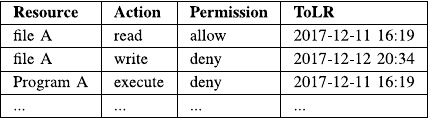 Resource Action Permission ToLR
file A read allow 2017-12-11 16:19
file A write deny 2017-12-12 20:34
Program A execute deny 2017-12-11 16:19
... ... ... ...